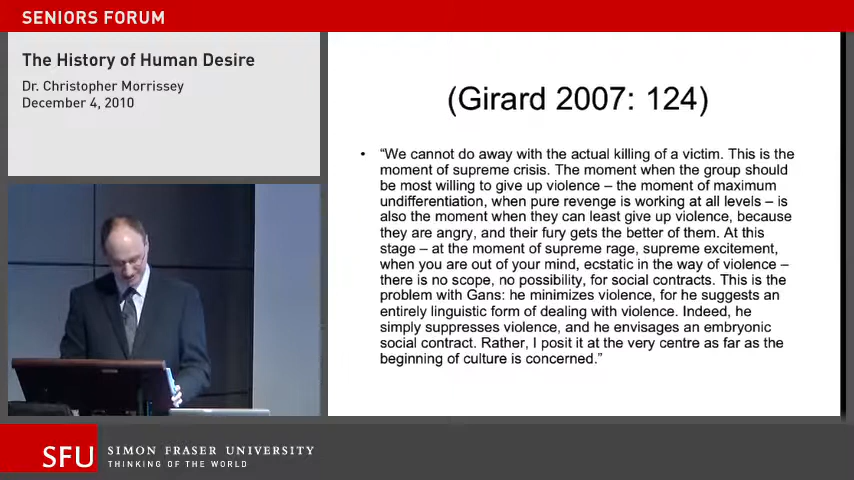 SENIORS FORUM
The History of Human Desire
Dr. Christopher Morrissey
December 4, 2010
(Girard 2007: 124)
• “We cannot do away with the actual killing of a victim. This is the
moment of supreme crisis. The moment when the group should
be most willing to give up violence – the moment of maximum
undifferentiation, when pure revenge is working at all levels – is
also the moment when they can least give up violence, because
they are angry, and their fury gets the better of them. At this
stage – at the moment of supreme rage, supreme excitement,
when you are out of your mind, ecstatic in the way of violence –
there is no scope, no possibility, for social contracts. This is the
problem with Gans: he minimizes violence, for he suggests an
entirely linguistic form of dealing with violence. Indeed, he
simply suppresses violence, and he envisages an embryonic
social contract. Rather, I posit it at the very centre as far as the
beginning of culture is concerned.”
SFU
SIMON FRASER UNIVERSITY
THINKING OF THE WORLD